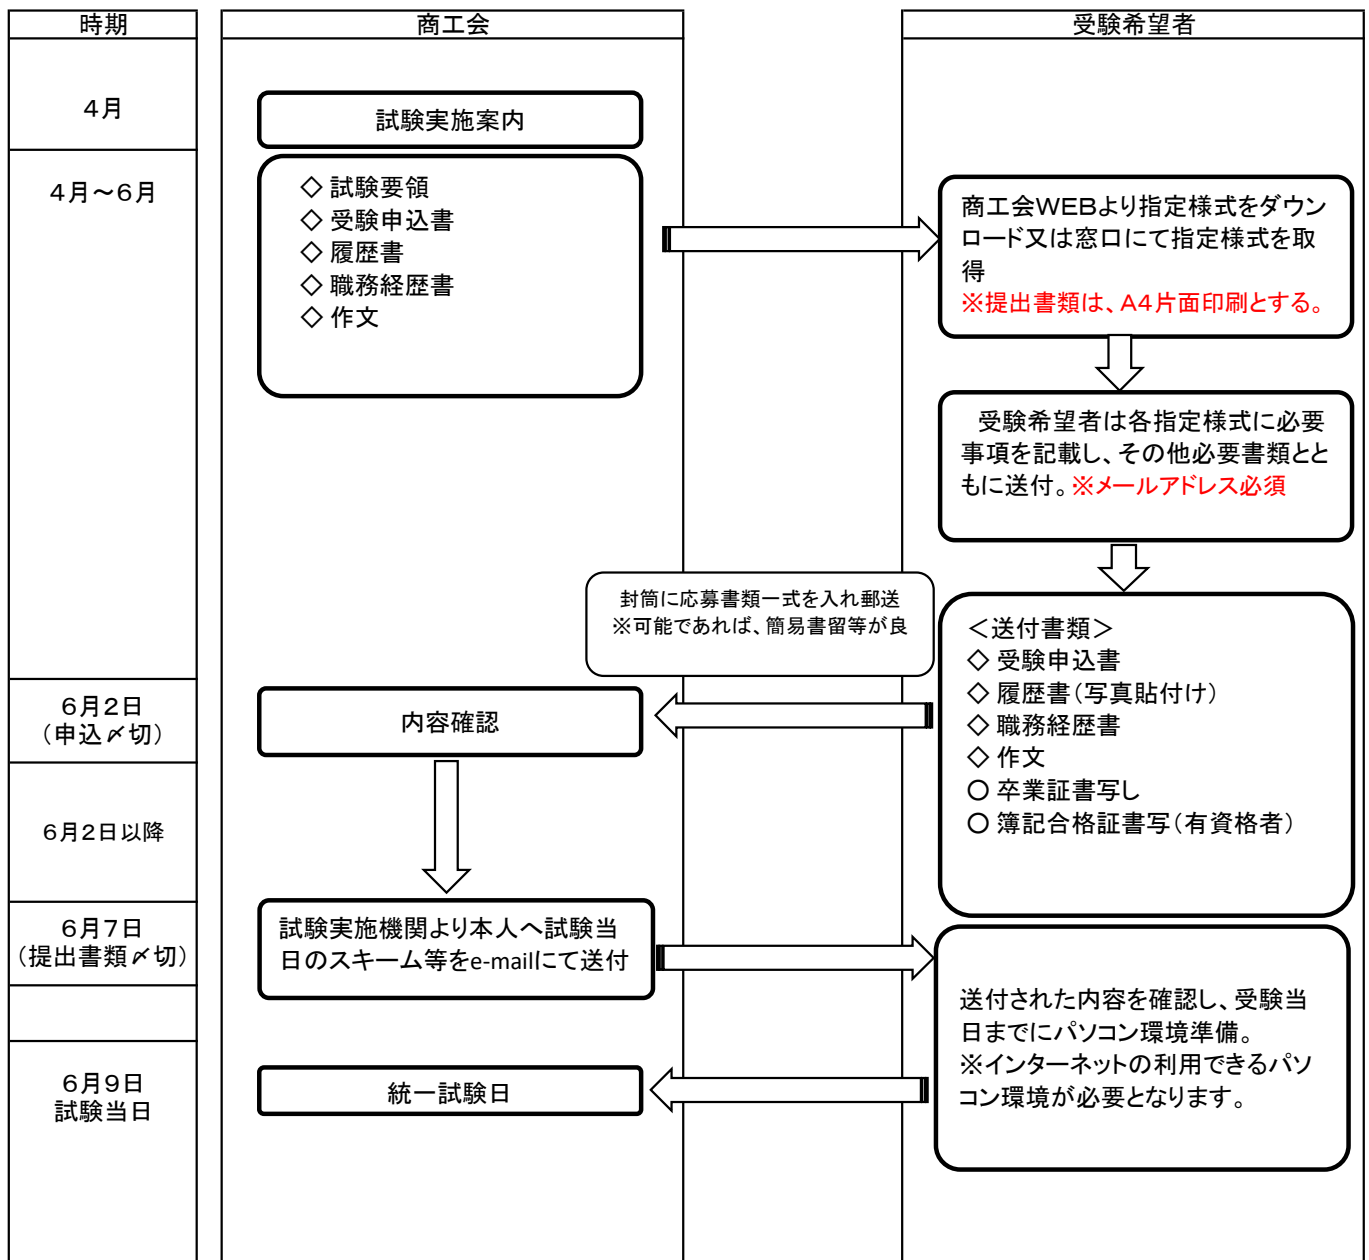 時期
商工会
受験希望者
4月
試験実施案内
4月～6月
◇ 試験要領
◇ 受験申込書
◇ 履歴書
◇ 職務経歴書
◇ 作文
商工会WEBより指定様式をダウン
ロード又は窓口にて指定様式を取
得
※提出書類は、A4片面印刷とする。
受験希望者は各指定様式に必要
事項を記載し、その他必要書類とと
もに送付。※メールアドレス必須
封筒に応募書類一式を入れ郵送
※可能であれば、簡易書留等が良
＜送付書類＞
◇ 受験申込書
◇ 履歴書（写真貼付け）
◇ 職務経歴書
◇ 作文
○ 卒業証書写し
○ 簿記合格証書写（有資格者）
6月2日
（申込〆切）
内容確認
6月2日以降
6月7日
（提出書類〆切）
試験実施機関より本人へ試験当
日のスキーム等をe-mailにて送付
送付された内容を確認し、受験当
日までにパソコン環境準備。
※インターネットの利用できるパソ
コン環境が必要となります。
6月9日
試験当日
統一試験日